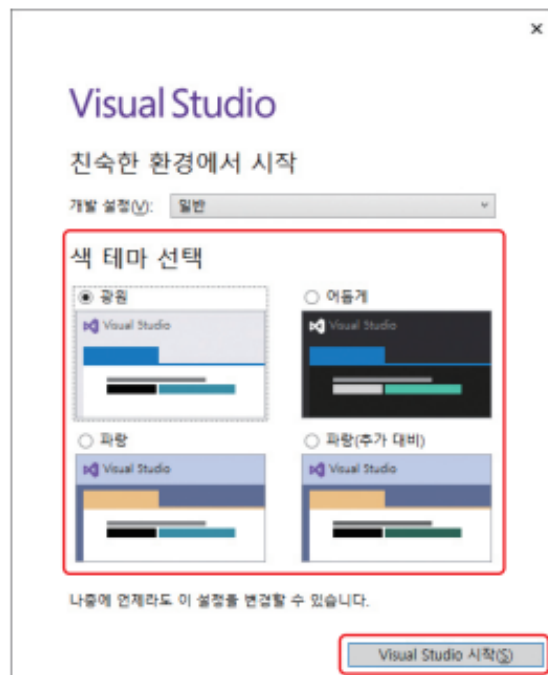 Visual Studio
친숙한 환경에서 시작
개발 설정(V): 일반
색 테마 선택
광원 어둡게
Visual Studio Visual Studio
파랑 파랑(추가 대비)
Visual Studio Visual Studio
나중에 언제라도 이 설정을 변경할 수 있습니다.
Visual Studio 시작(S)